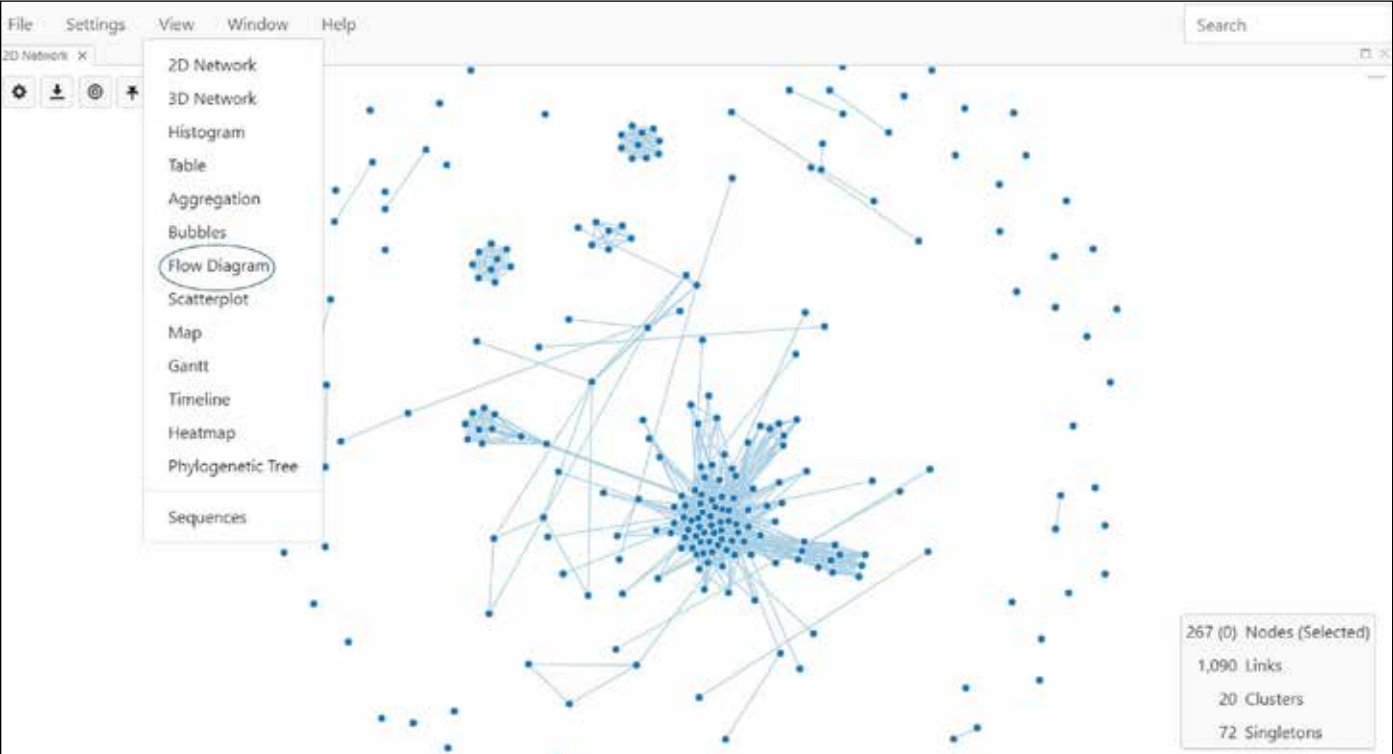 File Settings View Window Help Search
2D Network ×
2D Network
3D Network
Histogram
Table
Aggregation
Bubbles
Flow Diagram
Scatterplot
Map
Gantt
Timeline
Heatmap
Phylogenetic Tree
Sequences
267 (0) Nodes (Selected)
1,090 Links
20 Clusters
72 Singletons